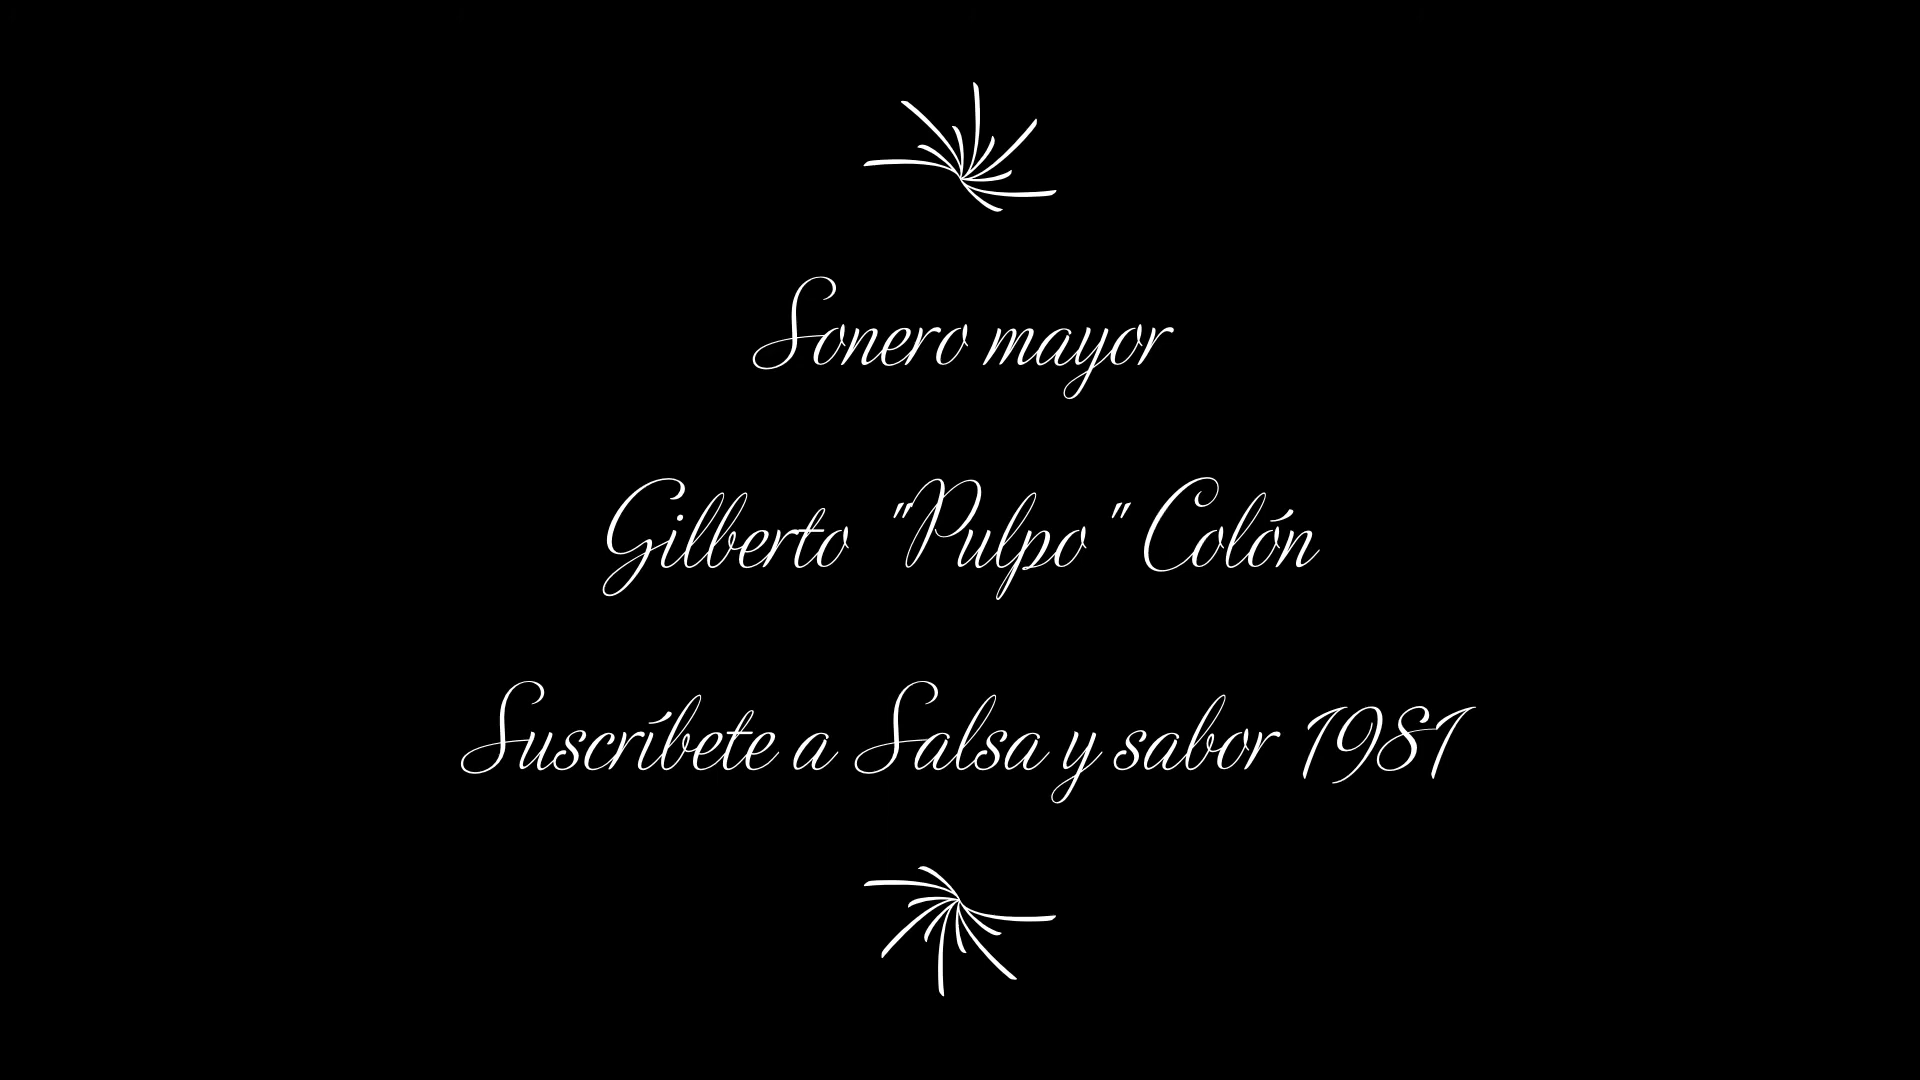 Sonero mayor
Gilberto "Pulpo" Colón
Suscríbete a Salsa y sabor 1981